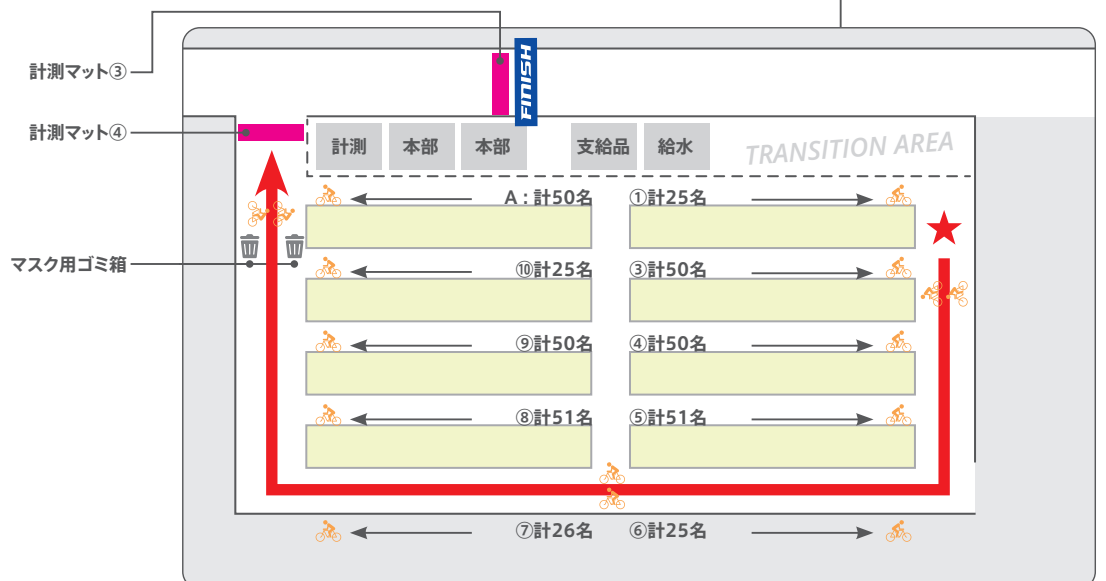 計測マット③
FINISH
計測マット④
計測 本部 本部 支給品 給水
TRANSITION AREA
A:計50名 ①計25名
マスク用ゴミ箱
⑩計25名 ③計50名
⑨計50名 ④計50名
⑧計51名 ⑤計51名
⑦計26名 ⑥計25名